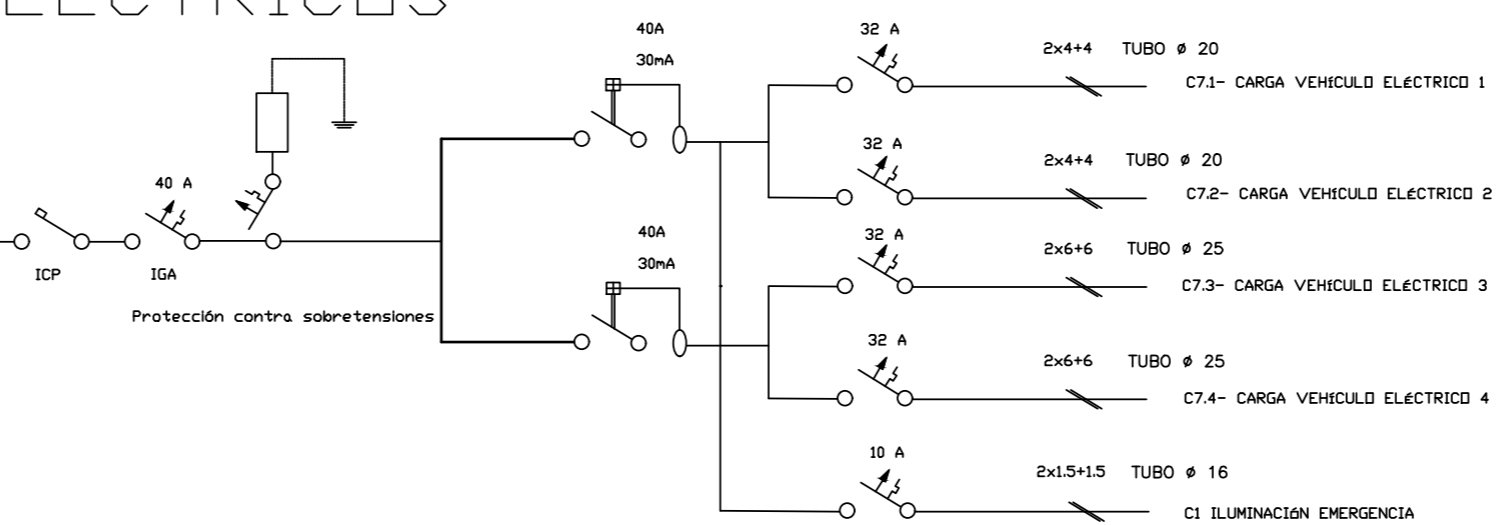 ELÉCTRICOS
40A
30mA
32 A
2x4+4 TUBO ø 20
C7.1- CARGA VEHíCULO ELéCTRICO 1
32 A
2x4+4 TUBO ø 20
C7.2- CARGA VEHíCULO ELéCTRICO 2
40 A
ICP
IGA
Protección contra sobretensiones
40A
30mA
32 A
2x6+6 TUBO ø 25
C7.3- CARGA VEHíCULO ELéCTRICO 3
32 A
2x6+6 TUBO ø 25
C7.4- CARGA VEHíCULO ELéCTRICO 4
10 A
2x1.5+1.5 TUBO ø 16
C1 ILUMINACIóN EMERGENCIA